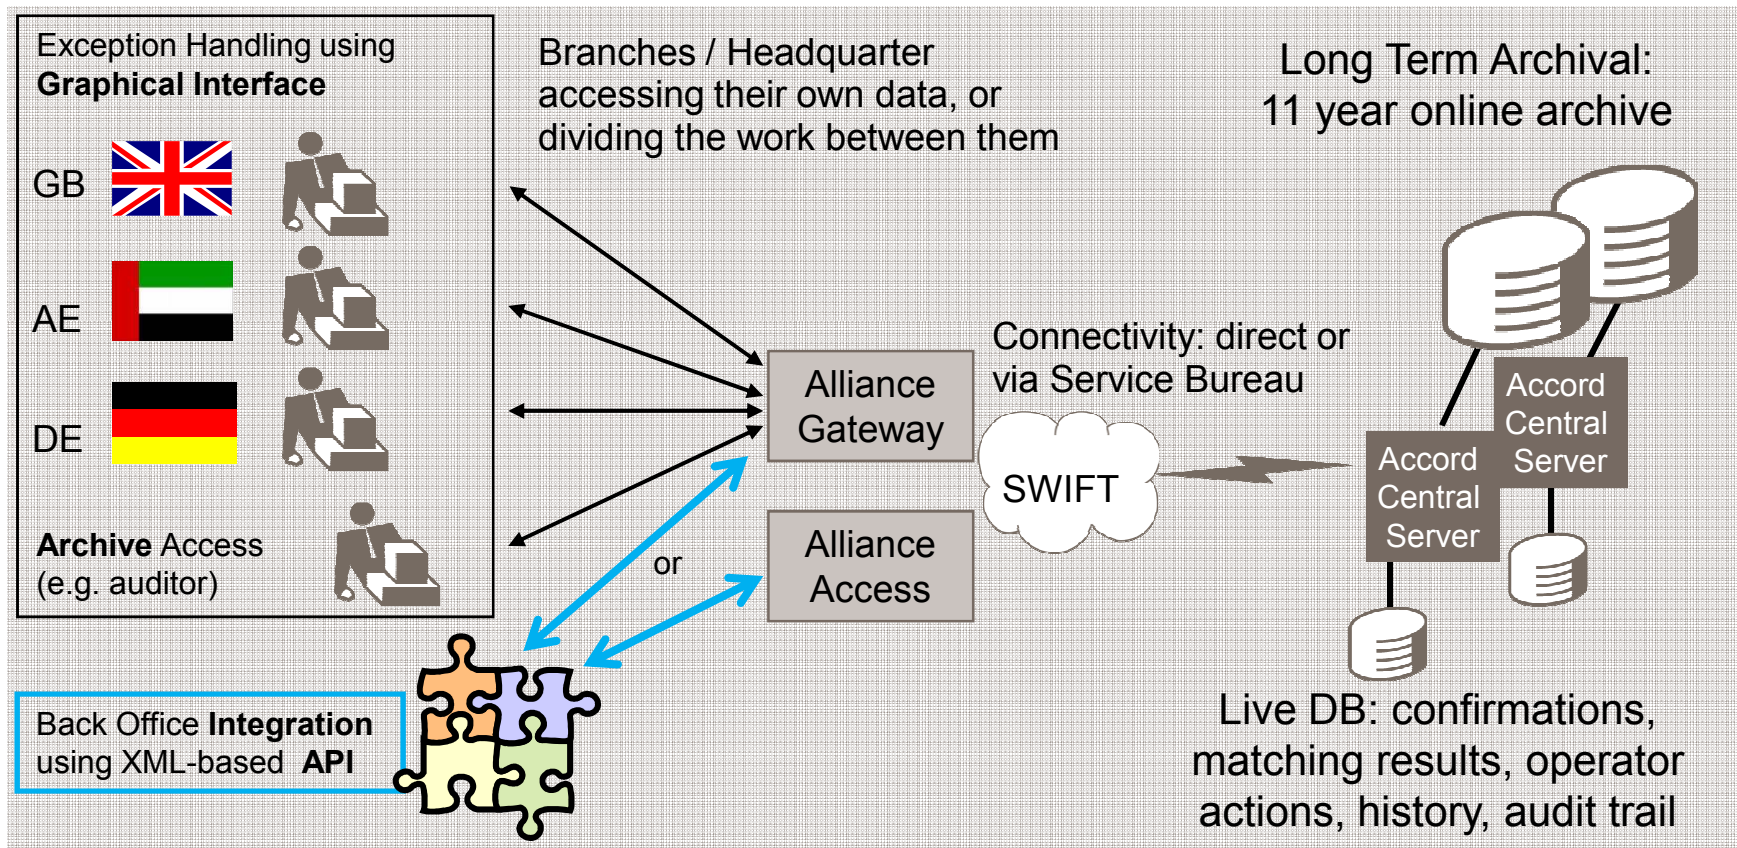 Exception Handling using
Graphical Interface
GB
AE
DE
Archive Access
(e.g. auditor)
Back Office Integration
using XML-based API
Branches / Headquarter
accessing their own data, or
dividing the work between them
Alliance
Gateway
or
Alliance
Access
Connectivity: direct or
via Service Bureau
SWIFT
Long Term Archival:
11 year online archive
Accord
Central
Server
Accord
Central
Server
Live DB: confirmations,
matching results, operator
actions, history, audit trail